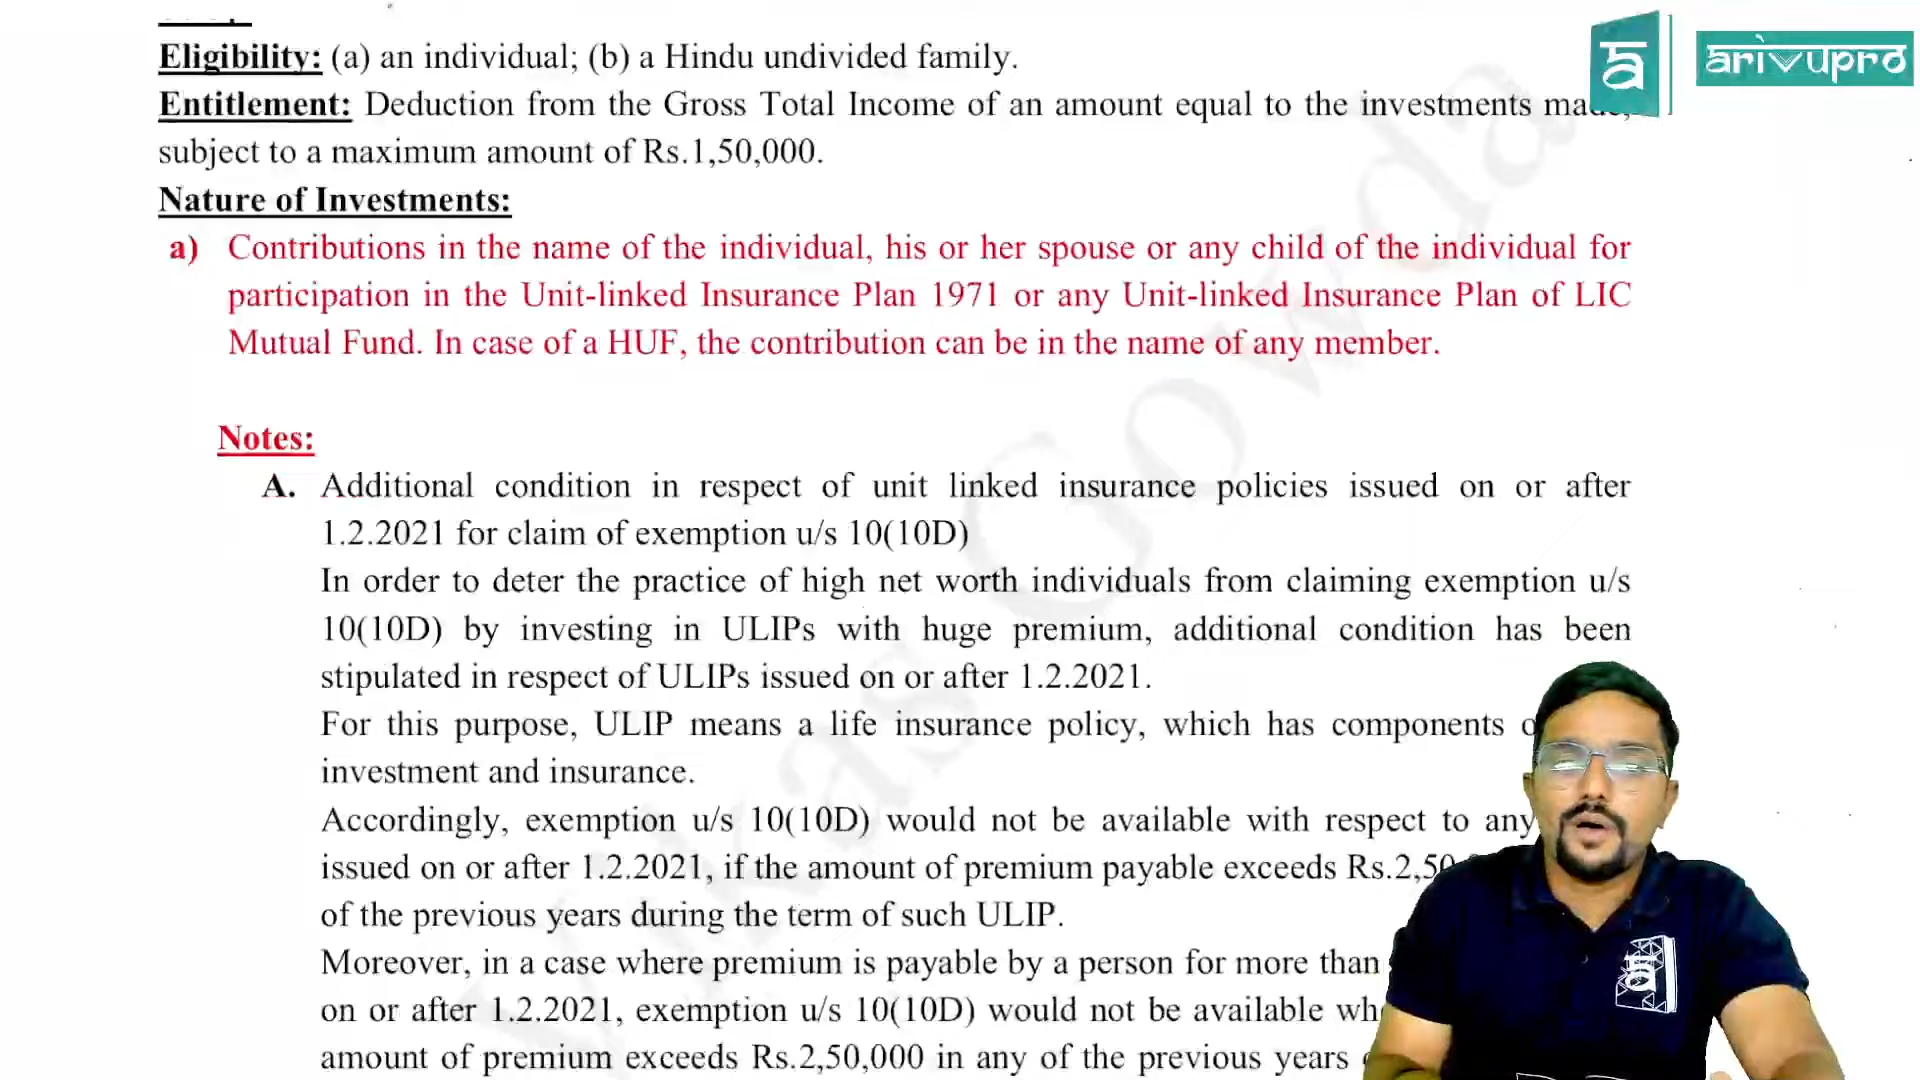 Eligibility: (a) an individual; (b) a Hindu undivided family.
Entitlement: Deduction from the Gross Total Income of an amount equal to the investments made,
subject to a maximum amount of Rs.1,50,000.
Nature of Investments:
a) Contributions in the name of the individual, his or her spouse or any child of the individual for
participation in the Unit-linked Insurance Plan 1971 or any Unit-linked Insurance Plan of LIC
Mutual Fund. In case of a HUF, the contribution can be in the name of any member.
Notes:
A. Additional condition in respect of unit linked insurance policies issued on or after
1.2.2021 for claim of exemption u/s 10(10D)
In order to deter the practice of high net worth individuals from claiming exemption u/s
10(10D) by investing in ULIPs with huge premium, additional condition has been
stipulated in respect of ULIPs issued on or after 1.2.2021.
For this purpose, ULIP means a life insurance policy, which has components
investment and insurance.
Accordingly, exemption u/s 10(10D) would not be available with respect to any
issued on or after 1.2.2021, if the amount of premium payable exceeds Rs.2,50
of the previous years during the term of such ULIP.
Moreover, in a case where premium is payable by a person for more than
on or after 1.2.2021, exemption u/s 10(10D) would not be available
amount of premium exceeds Rs.2,50,000 in any of the previous years
arivupro
Vikas Gowda